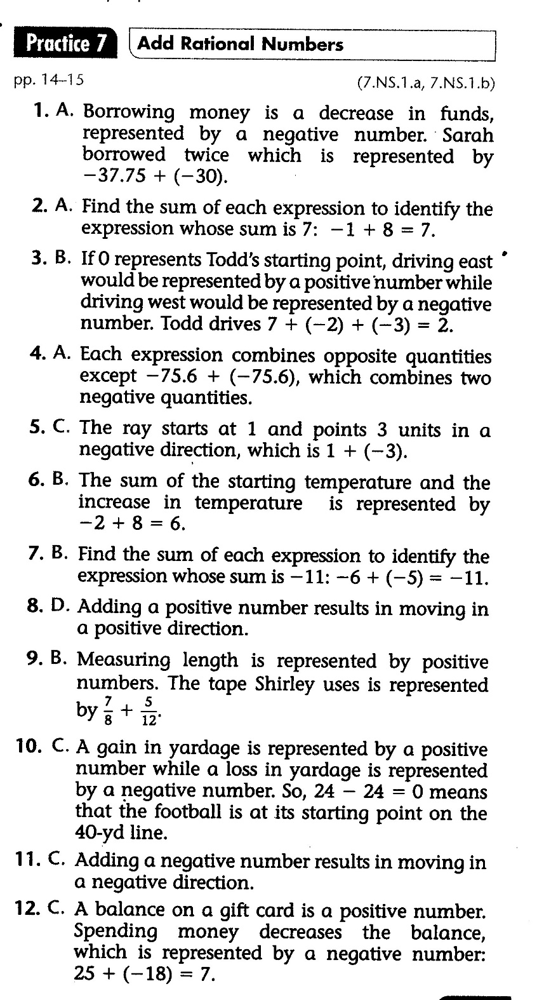 Practice 7 Add Rational Numbers
pp. 14–15 (7.NS.1.a, 7.NS.1.b)
1. A. Borrowing money is a decrease in funds,
represented by a negative number. Sarah
borrowed twice which is represented by
−37.75 + (−30).
2. A. Find the sum of each expression to identify the
expression whose sum is 7: −1 + 8 = 7.
3. B. If 0 represents Todd's starting point, driving east
would be represented by a positive number while
driving west would be represented by a negative
number. Todd drives 7 + (−2) + (−3) = 2.
4. A. Each expression combines opposite quantities
except −75.6 + (−75.6), which combines two
negative quantities.
5. C. The ray starts at 1 and points 3 units in a
negative direction, which is 1 + (−3).
6. B. The sum of the starting temperature and the
increase in temperature is represented by
−2 + 8 = 6.
7. B. Find the sum of each expression to identify the
expression whose sum is −11: −6 + (−5) = −11.
8. D. Adding a positive number results in moving in
a positive direction.
9. B. Measuring length is represented by positive
numbers. The tape Shirley uses is represented
by 7/8 + 5/12.
10. C. A gain in yardage is represented by a positive
number while a loss in yardage is represented
by a negative number. So, 24 − 24 = 0 means
that the football is at its starting point on the
40-yd line.
11. C. Adding a negative number results in moving in
a negative direction.
12. C. A balance on a gift card is a positive number.
Spending money decreases the balance,
which is represented by a negative number:
25 + (−18) = 7.